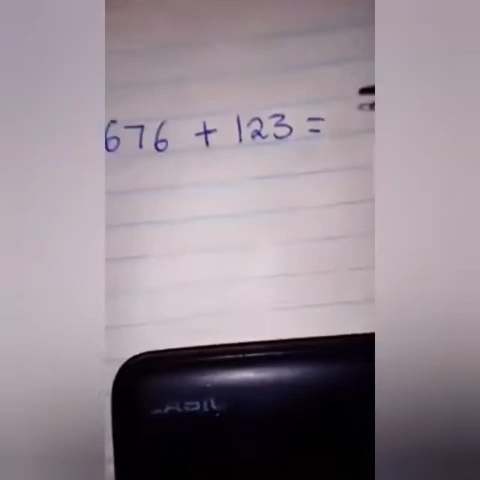 676 + 123 =